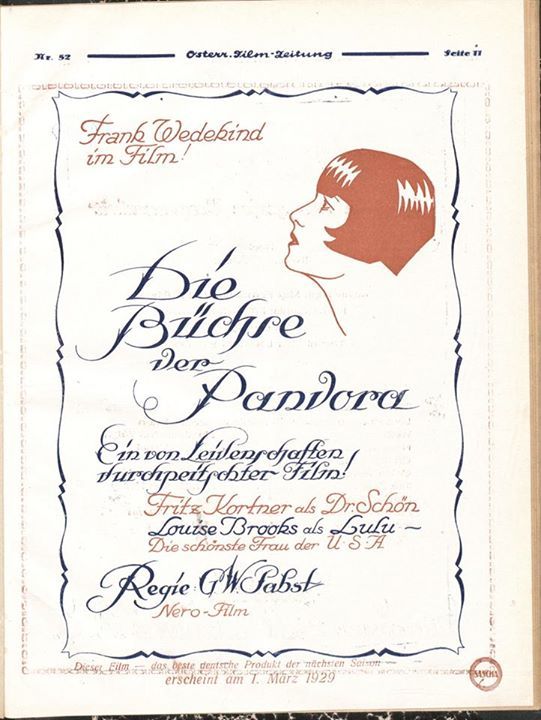 Nr. 52
Österr. Film-Zeitung
Seite 11
Frank Wedekind
im Film!
Die
Büchse
der
Pandora
Ein von Leidenschaften
durchpeitschter Film!
Fritz Kortner als Dr. Schön
Louise Brooks als Lulu –
Die schönste Frau der U.S.A
Regie: G.W. Pabst
Nero-Film
Dieser Film — das beste deutsche Produkt der nächsten Saison —
erscheint am 1. März 1929
SASCHA